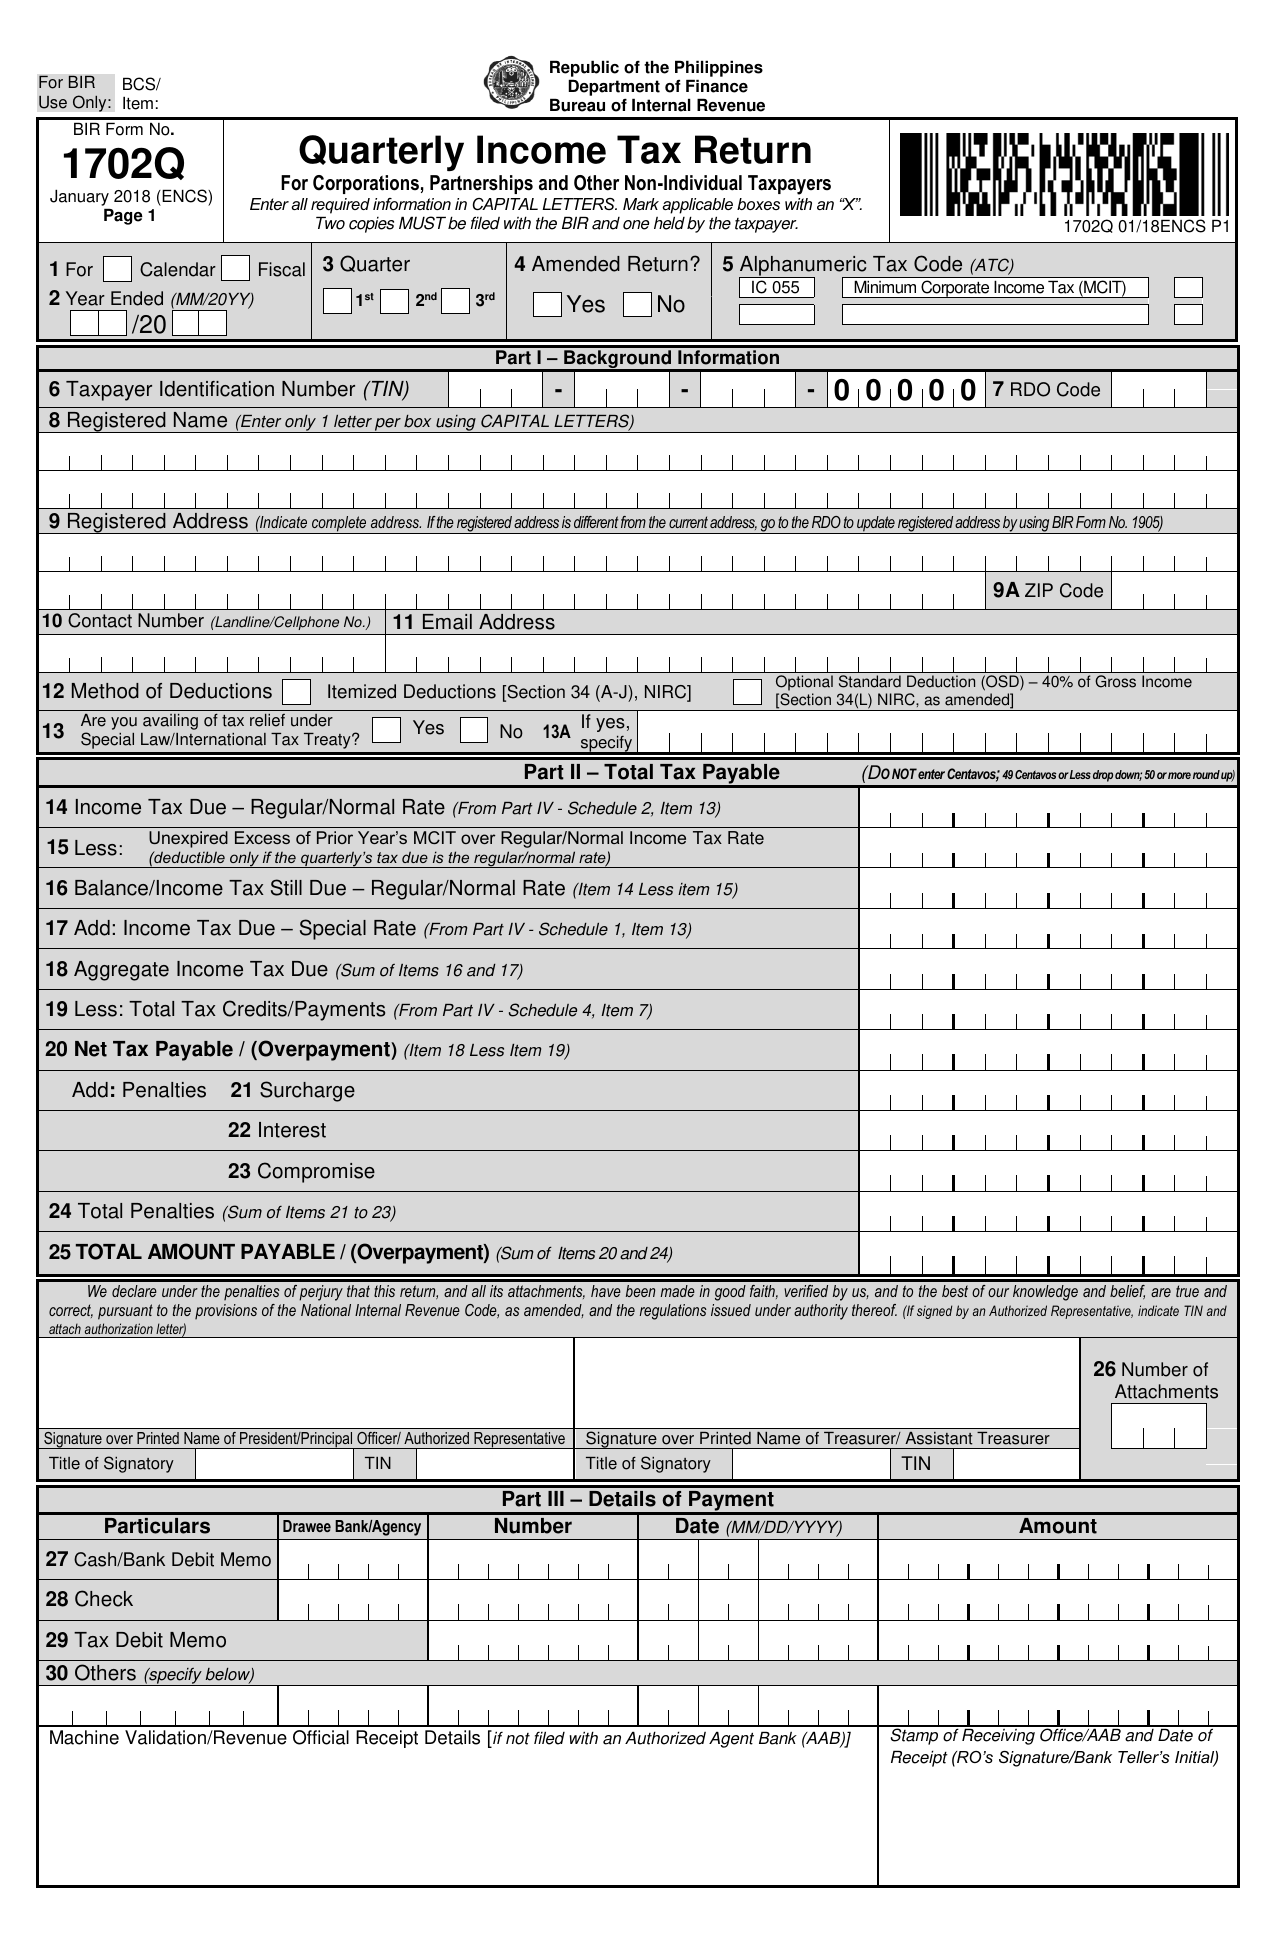 For BIR Use Only:
BCS/ Item:
Republic of the Philippines
Department of Finance
Bureau of Internal Revenue
BIR Form No.
1702Q
January 2018 (ENCS)
Page 1
Quarterly Income Tax Return
For Corporations, Partnerships and Other Non-Individual Taxpayers
Enter all required information in CAPITAL LETTERS. Mark applicable boxes with an “X”.
Two copies MUST be filed with the BIR and one held by the taxpayer.
1702Q 01/18ENCS P1
1 For Calendar Fiscal
2 Year Ended (MM/20YY)
/20
3 Quarter
1st 2nd 3rd
4 Amended Return?
Yes No
5 Alphanumeric Tax Code (ATC)
IC 055 Minimum Corporate Income Tax (MCIT)
Part I – Background Information
6 Taxpayer Identification Number (TIN) - - - 0 0 0 0 0 7 RDO Code
8 Registered Name (Enter only 1 letter per box using CAPITAL LETTERS)
9 Registered Address (Indicate complete address. If the registered address is different from the current address, go to the RDO to update registered address by using BIR Form No. 1905)
9A ZIP Code
10 Contact Number (Landline/Cellphone No.) 11 Email Address
12 Method of Deductions Itemized Deductions [Section 34 (A-J), NIRC] Optional Standard Deduction (OSD) – 40% of Gross Income
[Section 34(L) NIRC, as amended]
13 Are you availing of tax relief under
Special Law/International Tax Treaty? Yes No 13A If yes,
specify
Part II – Total Tax Payable (DO NOT enter Centavos; 49 Centavos or Less drop down; 50 or more round up)
14 Income Tax Due – Regular/Normal Rate (From Part IV - Schedule 2, Item 13)
15 Less: Unexpired Excess of Prior Year’s MCIT over Regular/Normal Income Tax Rate
(deductible only if the quarterly’s tax due is the regular/normal rate)
16 Balance/Income Tax Still Due – Regular/Normal Rate (Item 14 Less item 15)
17 Add: Income Tax Due – Special Rate (From Part IV - Schedule 1, Item 13)
18 Aggregate Income Tax Due (Sum of Items 16 and 17)
19 Less: Total Tax Credits/Payments (From Part IV - Schedule 4, Item 7)
20 Net Tax Payable / (Overpayment) (Item 18 Less Item 19)
Add: Penalties 21 Surcharge
22 Interest
23 Compromise
24 Total Penalties (Sum of Items 21 to 23)
25 TOTAL AMOUNT PAYABLE / (Overpayment) (Sum of Items 20 and 24)
We declare under the penalties of perjury that this return, and all its attachments, have been made in good faith, verified by us, and to the best of our knowledge and belief, are true and
correct, pursuant to the provisions of the National Internal Revenue Code, as amended, and the regulations issued under authority thereof. (If signed by an Authorized Representative, indicate TIN and
attach authorization letter)
26 Number of
Attachments
Signature over Printed Name of President/Principal Officer/ Authorized Representative Signature over Printed Name of Treasurer/ Assistant Treasurer
Title of Signatory TIN Title of Signatory TIN
Part III – Details of Payment
Particulars Drawee Bank/Agency Number Date (MM/DD/YYYY) Amount
27 Cash/Bank Debit Memo
28 Check
29 Tax Debit Memo
30 Others (specify below)
Machine Validation/Revenue Official Receipt Details [if not filed with an Authorized Agent Bank (AAB)]
Stamp of Receiving Office/AAB and Date of
Receipt (RO’s Signature/Bank Teller’s Initial)